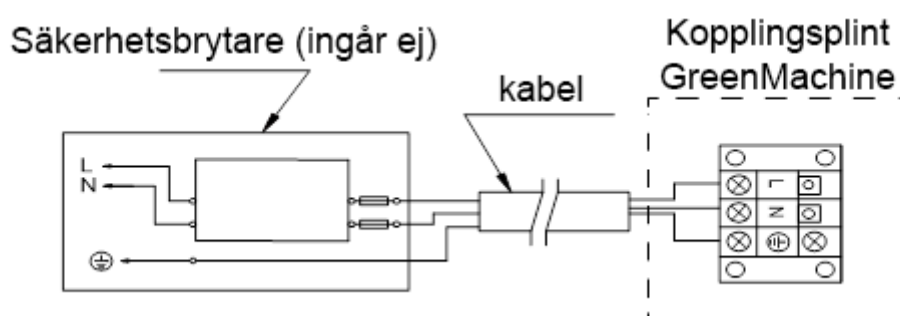 Säkerhetsbrytare (ingår ej)
kabel
Kopplingsplint
GreenMachine
L
N
L
N